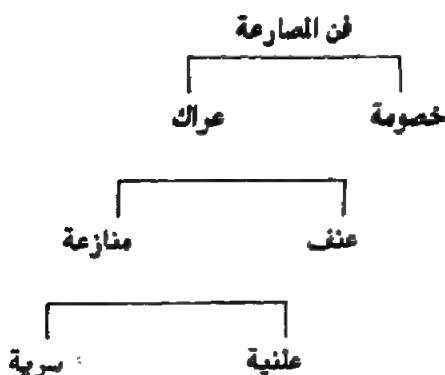 فن المصارعة
خصومة عراك
عنف منازعة
علنية سرية